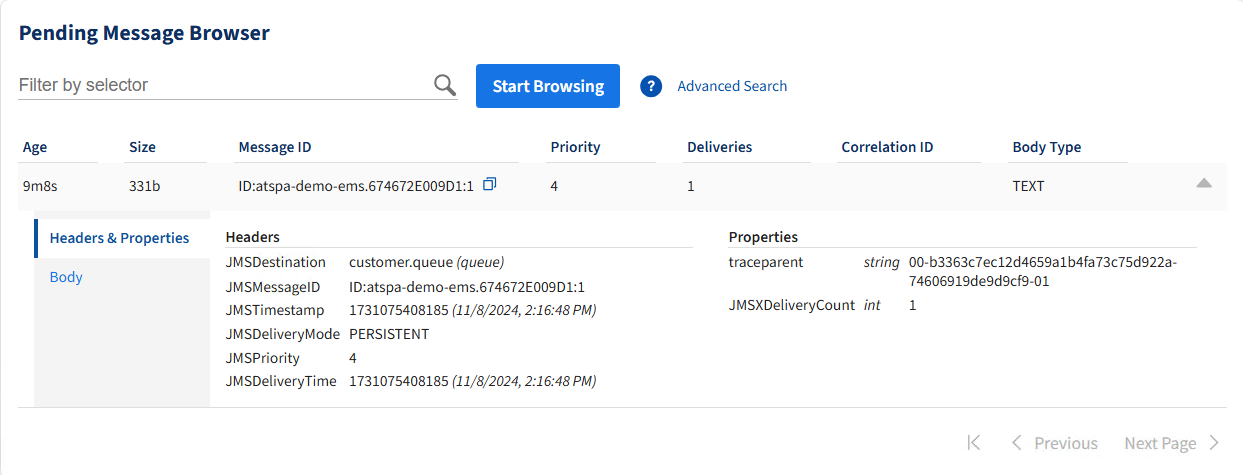 Pending Message Browser
Filter by selector
Start Browsing
?
Advanced Search
Age Size Message ID Priority Deliveries Correlation ID Body Type
9m8s 331b ID:atspa-demo-ems.674672E009D1:1 4 1 TEXT
Headers & Properties
Body
Headers
JMSDestination customer.queue (queue)
JMSMessageID ID:atspa-demo-ems.674672E009D1:1
JMSTimestamp 1731075408185 (11/8/2024, 2:16:48 PM)
JMSDeliveryMode PERSISTENT
JMSPriority 4
JMSDeliveryTime 1731075408185 (11/8/2024, 2:16:48 PM)
Properties
traceparent string 00-b3363c7ec12d4659a1b4fa73c75d922a-
74606919de9d9cf9-01
JMSXDeliveryCount int 1
Previous Next Page